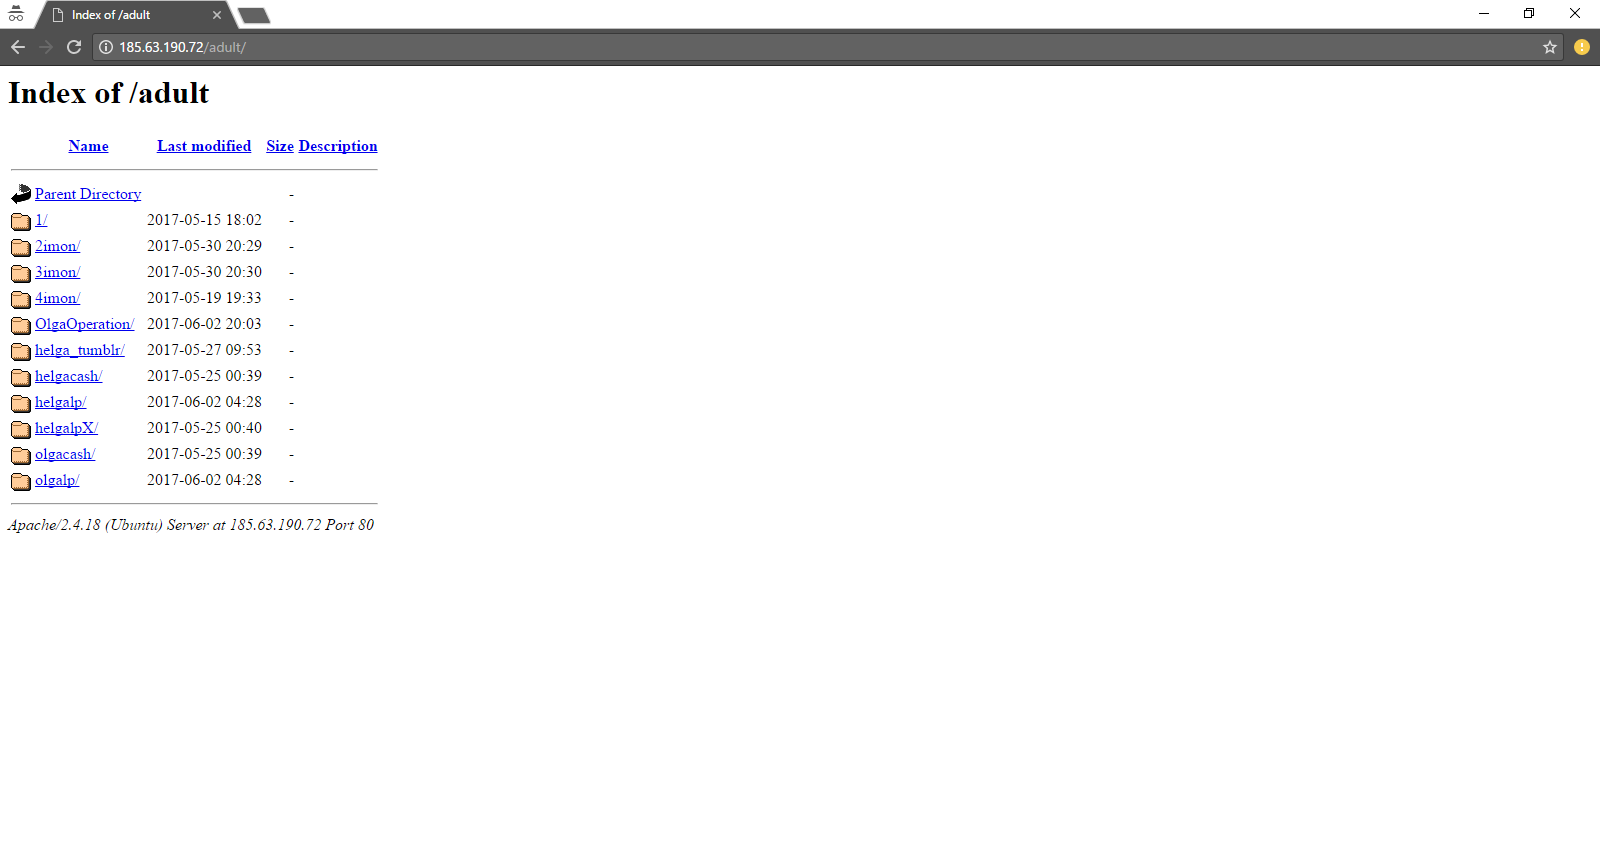 Index of /adult
185.63.190.72/adult/
Index of /adult
Name Last modified Size Description
Parent Directory -
1/ 2017-05-15 18:02 -
2imon/ 2017-05-30 20:29 -
3imon/ 2017-05-30 20:30 -
4imon/ 2017-05-19 19:33 -
OlgaOperation/ 2017-06-02 20:03 -
helga_tumblr/ 2017-05-27 09:53 -
helgacash/ 2017-05-25 00:39 -
helgalp/ 2017-06-02 04:28 -
helgalpX/ 2017-05-25 00:40 -
olgacash/ 2017-05-25 00:39 -
olgalp/ 2017-06-02 04:28 -
Apache/2.4.18 (Ubuntu) Server at 185.63.190.72 Port 80